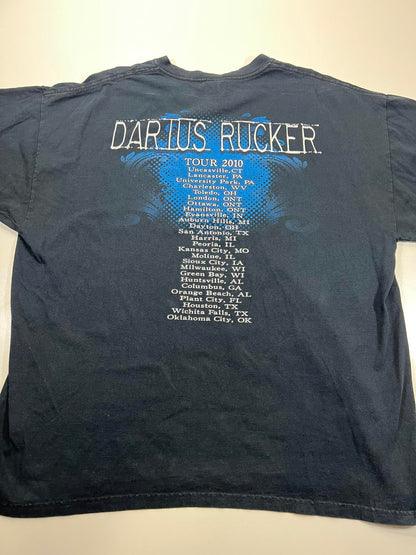 DARIUS RUCKER
TOUR 2010
Uncasville, CT
Lancaster, PA
University Park, PA
Charleston, WV
Toledo, OH
London, ONT
Ottawa, ONT
Hamilton, ONT
Evansville, IN
Auburn Hills, MI
Dayton, OH
San Antonio, TX
Harris, MI
Peoria, IL
Kansas City, MO
Moline, IL
Sioux City, IA
Milwaukee, WI
Green Bay, WI
Huntsville, AL
Columbus, GA
Orange Beach, AL
Plant City, FL
Houston, TX
Wichita Falls, TX
Oklahoma City, OK